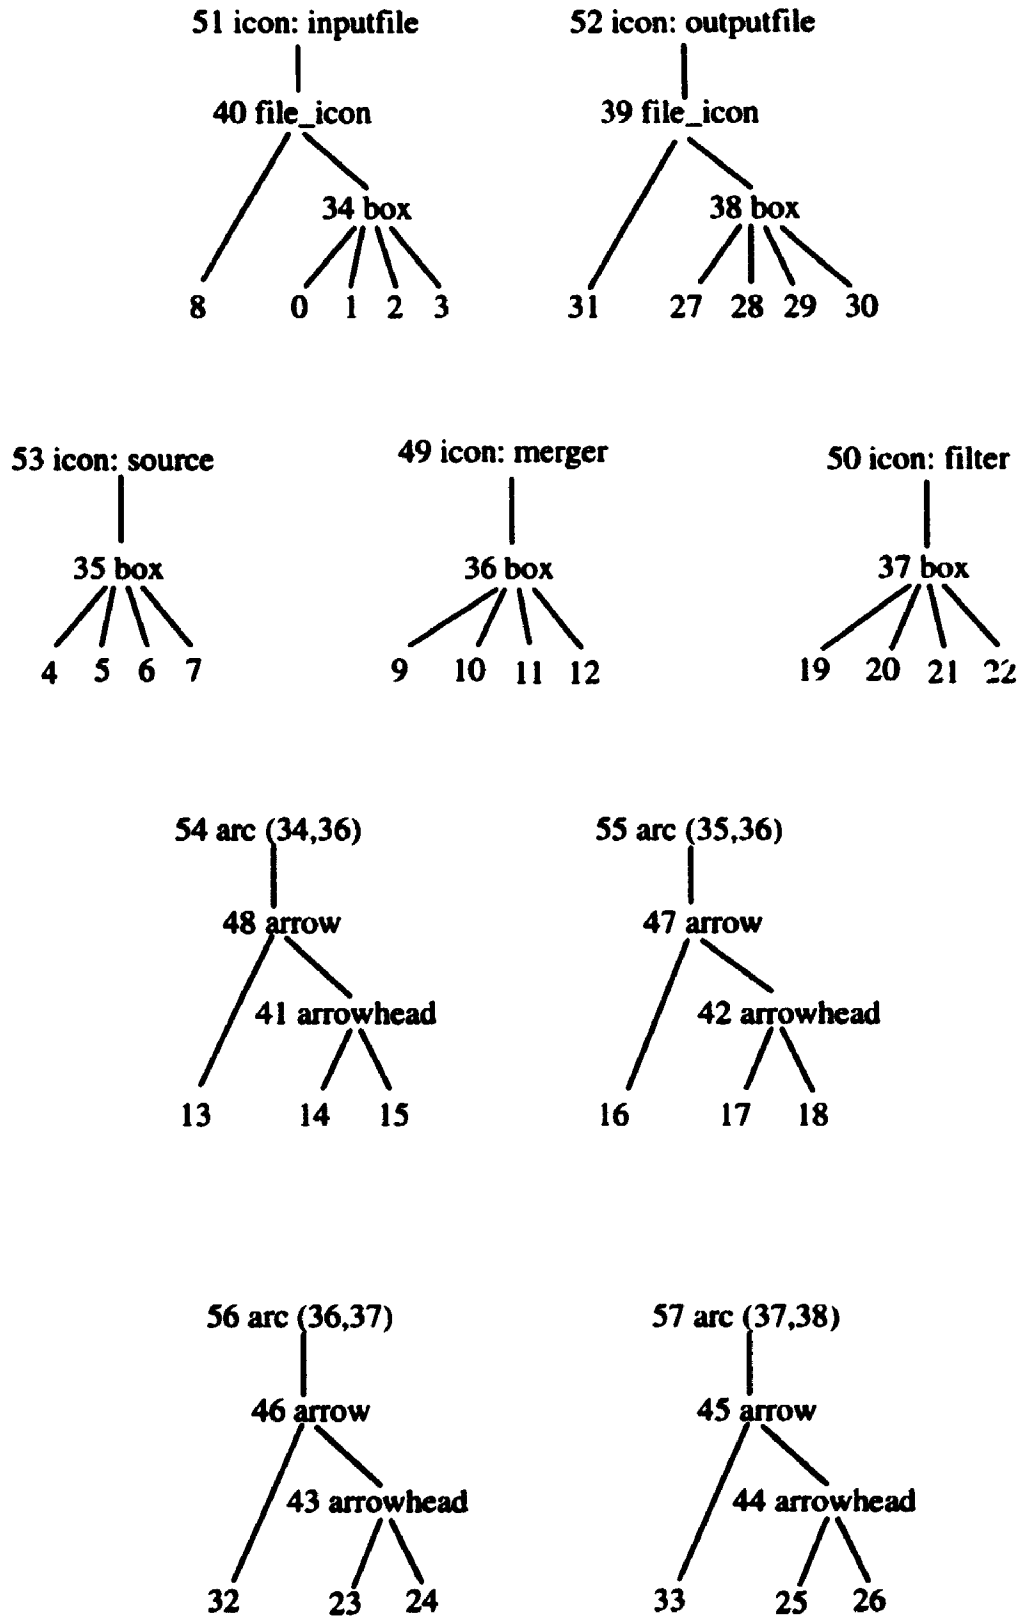 51 icon: inputfile 52 icon: outputfile
40 file_icon 39 file_icon
34 box 38 box
8 0 1 2 3 31 27 28 29 30
53 icon: source 49 icon: merger 50 icon: filter
35 box 36 box 37 box
4 5 6 7 9 10 11 12 19 20 21 22
54 arc (34,36) 55 arc (35,36)
48 arrow 47 arrow
41 arrowhead 42 arrowhead
13 14 15 16 17 18
56 arc (36,37) 57 arc (37,38)
46 arrow 45 arrow
43 arrowhead 44 arrowhead
32 23 24 33 25 26